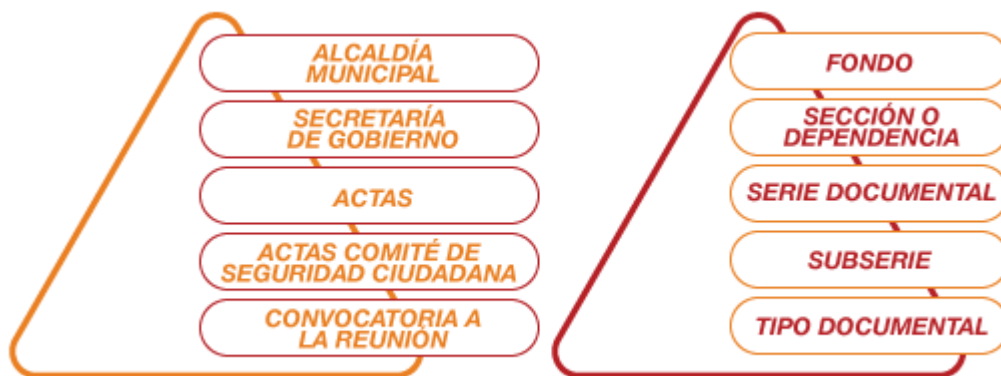 ALCALDÍA
MUNICIPAL
SECRETARÍA
DE GOBIERNO
ACTAS
ACTAS COMITÉ DE
SEGURIDAD CIUDADANA
CONVOCATORIA A
LA REUNIÓN
FONDO
SECCIÓN O
DEPENDENCIA
SERIE DOCUMENTAL
SUBSERIE
TIPO DOCUMENTAL